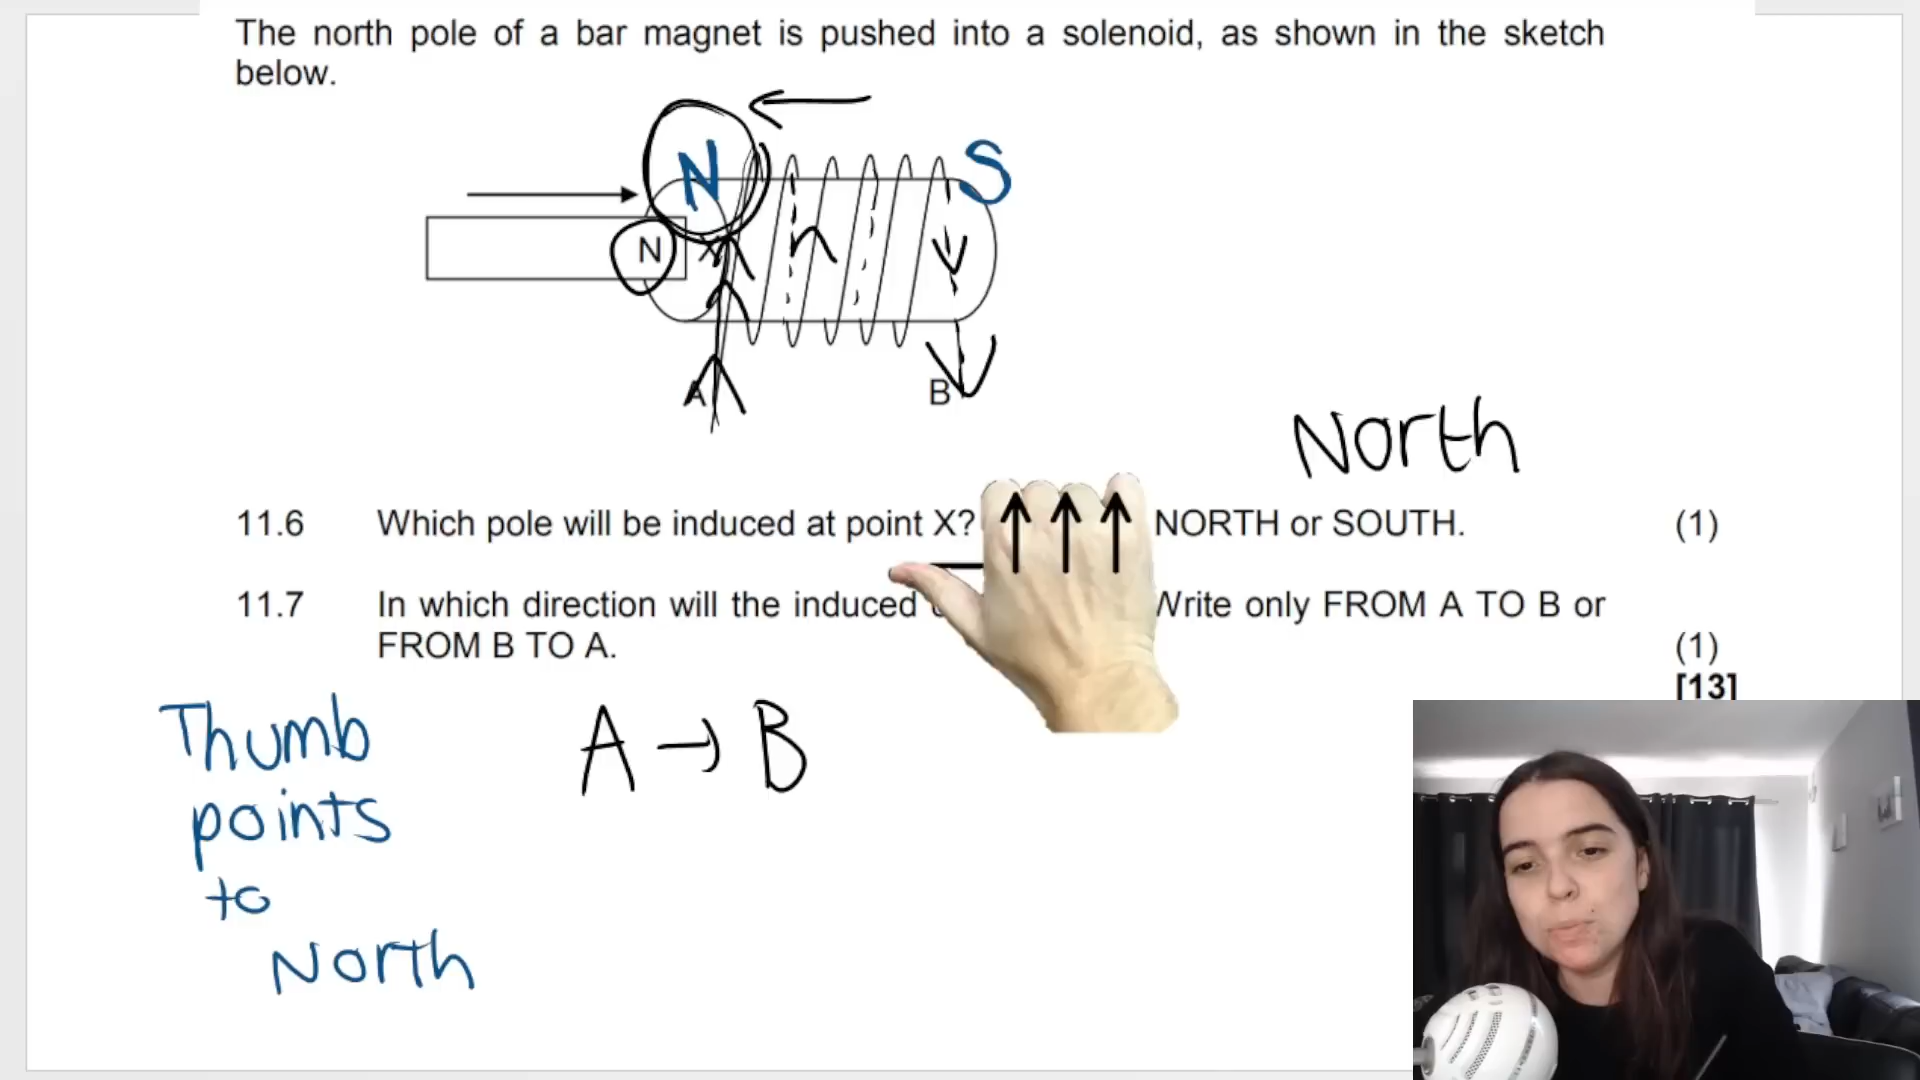 The north pole of a bar magnet is pushed into a solenoid, as shown in the sketch
below.
N
S
N
X
A
B
North
11.6 Which pole will be induced at point X? NORTH or SOUTH. (1)
11.7 In which direction will the induced Write only FROM A TO B or
FROM B TO A. (1)
[13]
Thumb
points
to
North
A → B